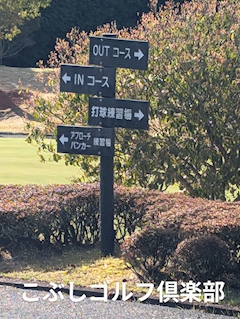 OUT コース →
← IN コース
打球練習場 →
← アプローチ バンカー 練習場
こぶしゴルフ倶楽部